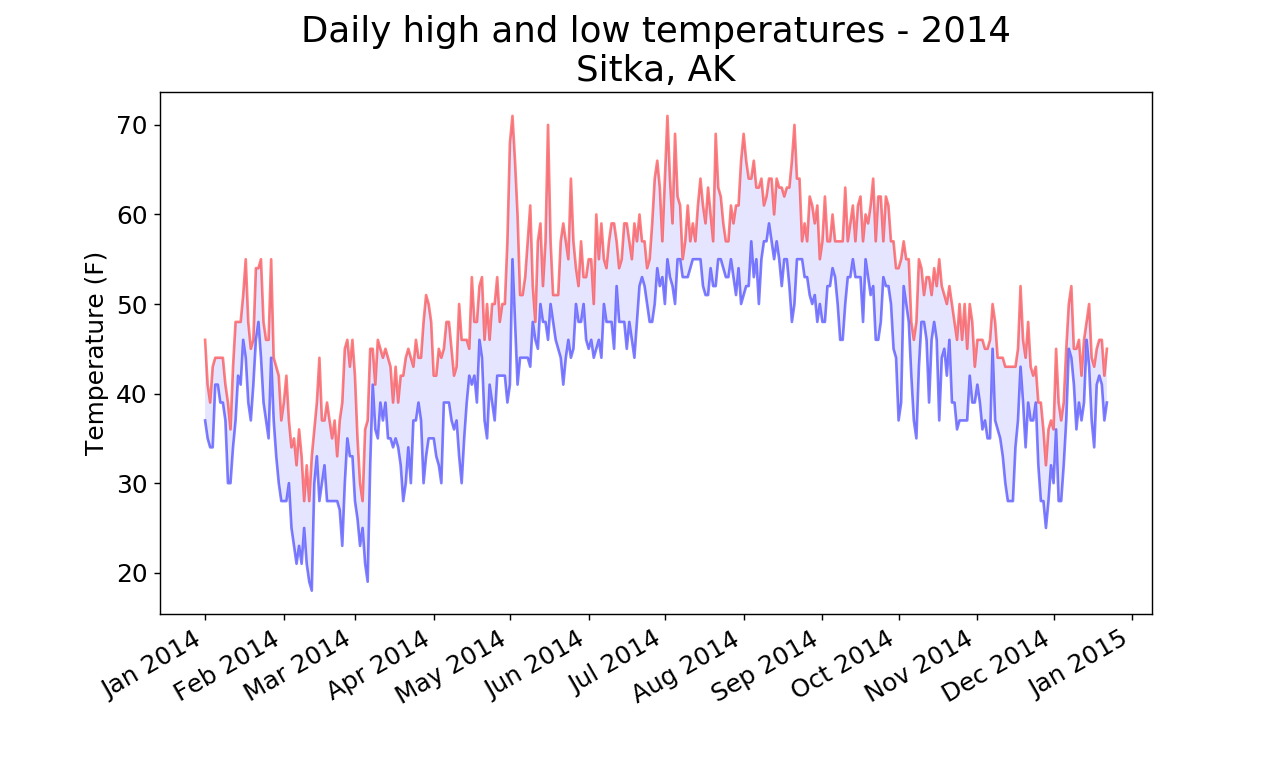 Daily high and low temperatures - 2014
Sitka, AK
Temperature (F)
70
60
50
40
30
20
Jan 2014
Feb 2014
Mar 2014
Apr 2014
May 2014
Jun 2014
Jul 2014
Aug 2014
Sep 2014
Oct 2014
Nov 2014
Dec 2014
Jan 2015